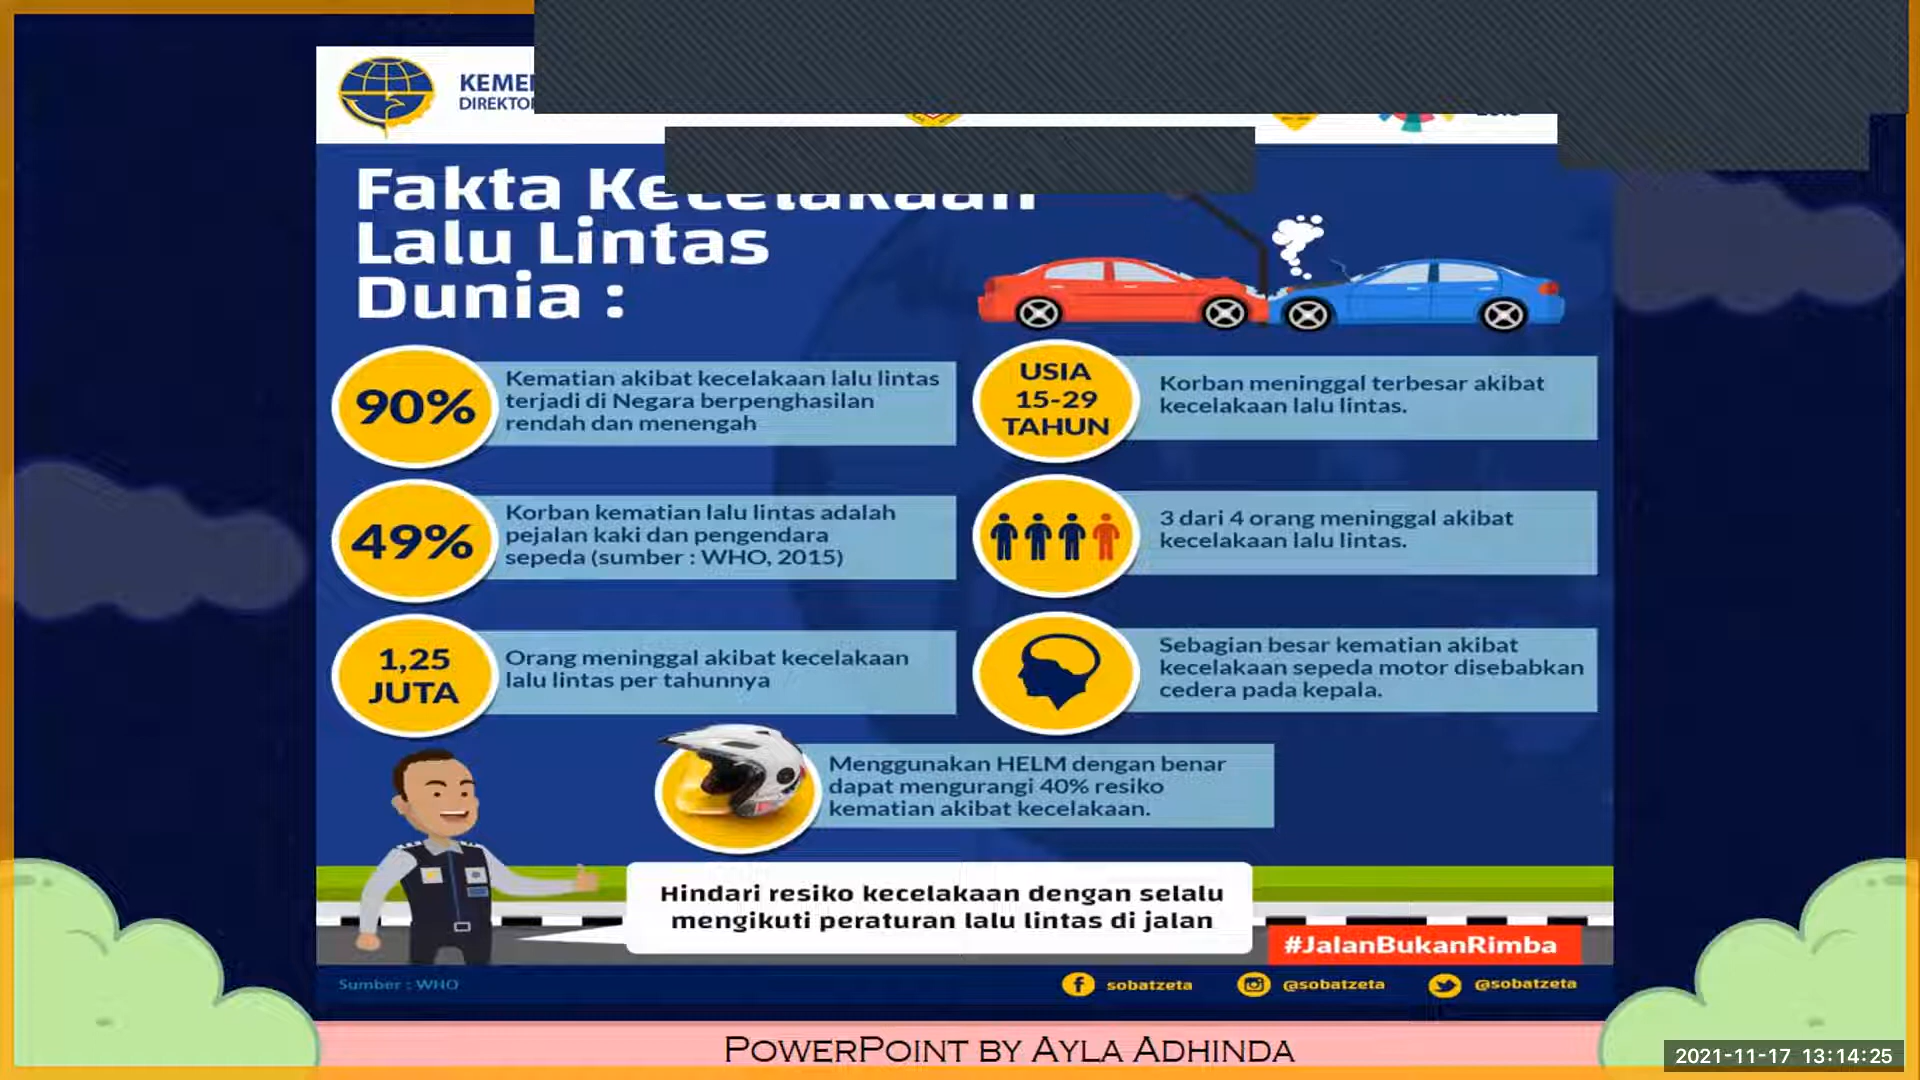 Fakta Kecelakaan
Lalu Lintas
Dunia :
90%
Kematian akibat kecelakaan lalu lintas
terjadi di Negara berpenghasilan
rendah dan menengah
USIA
15-29
TAHUN
Korban meninggal terbesar akibat
kecelakaan lalu lintas.
49%
Korban kematian lalu lintas adalah
pejalan kaki dan pengendara
sepeda (sumber : WHO, 2015)
3 dari 4 orang meninggal akibat
kecelakaan lalu lintas.
1,25
JUTA
Orang meninggal akibat kecelakaan
lalu lintas per tahunnya
Sebagian besar kematian akibat
kecelakaan sepeda motor disebabkan
cedera pada kepala.
Menggunakan HELM dengan benar
dapat mengurangi 40% resiko
kematian akibat kecelakaan.
Hindari resiko kecelakaan dengan selalu
mengikuti peraturan lalu lintas di jalan
#JalanBukanRimba
Sumber : WHO
sobatzeta
@sobatzeta
@sobatzeta
POWERPOINT BY AYLA ADHINDA
2021-11-17 13:14:25